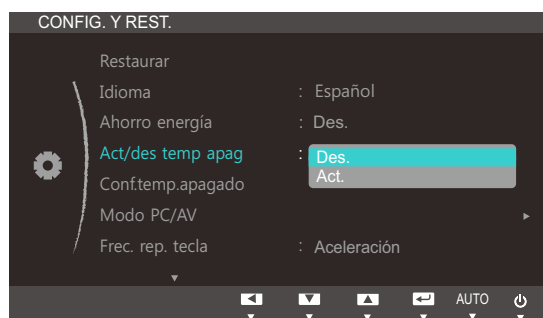 CONFIG. Y REST.
Restaurar
Idioma : Español
Ahorro energía : Des.
Act/des temp apag : Des.
Act.
Conf.temp.apagado
Modo PC/AV
Frec. rep. tecla : Aceleración
AUTO